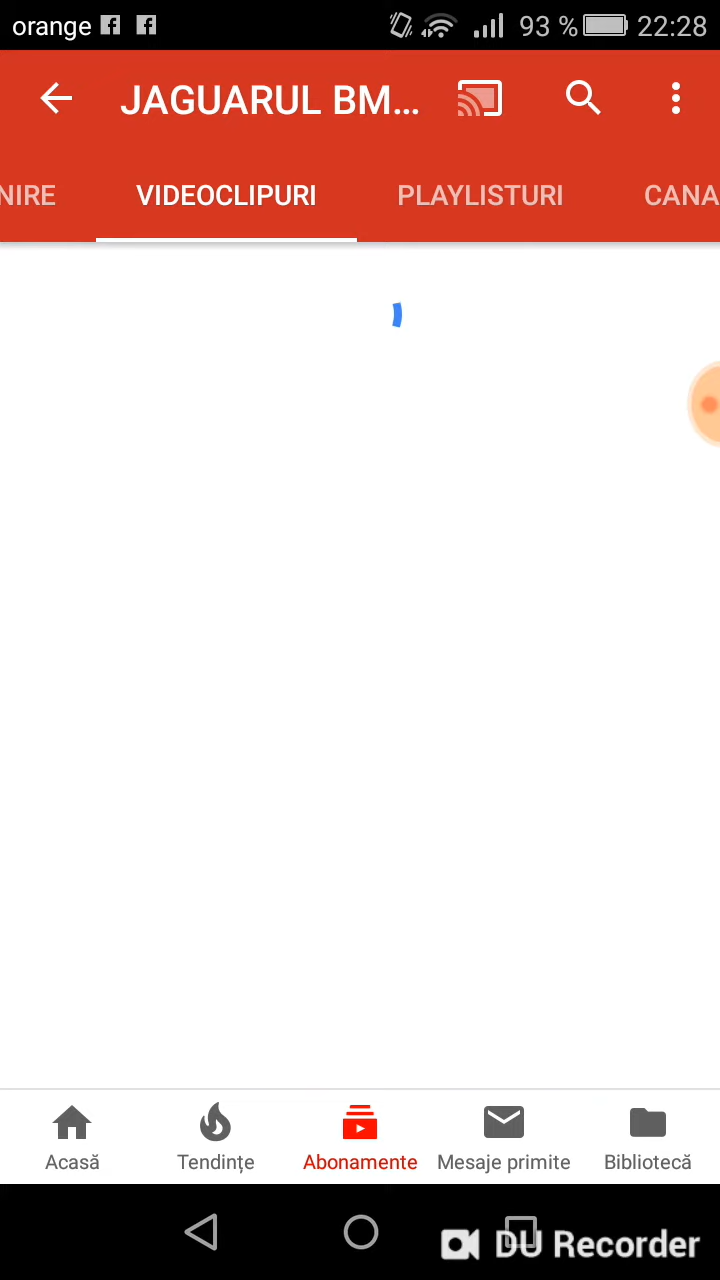 orange 93 % 22:28
JAGUARUL BM...
NIRE VIDEOCLIPURI PLAYLISTURI CANA
Acasă Tendințe Abonamente Mesaje primite Bibliotecă
DU Recorder